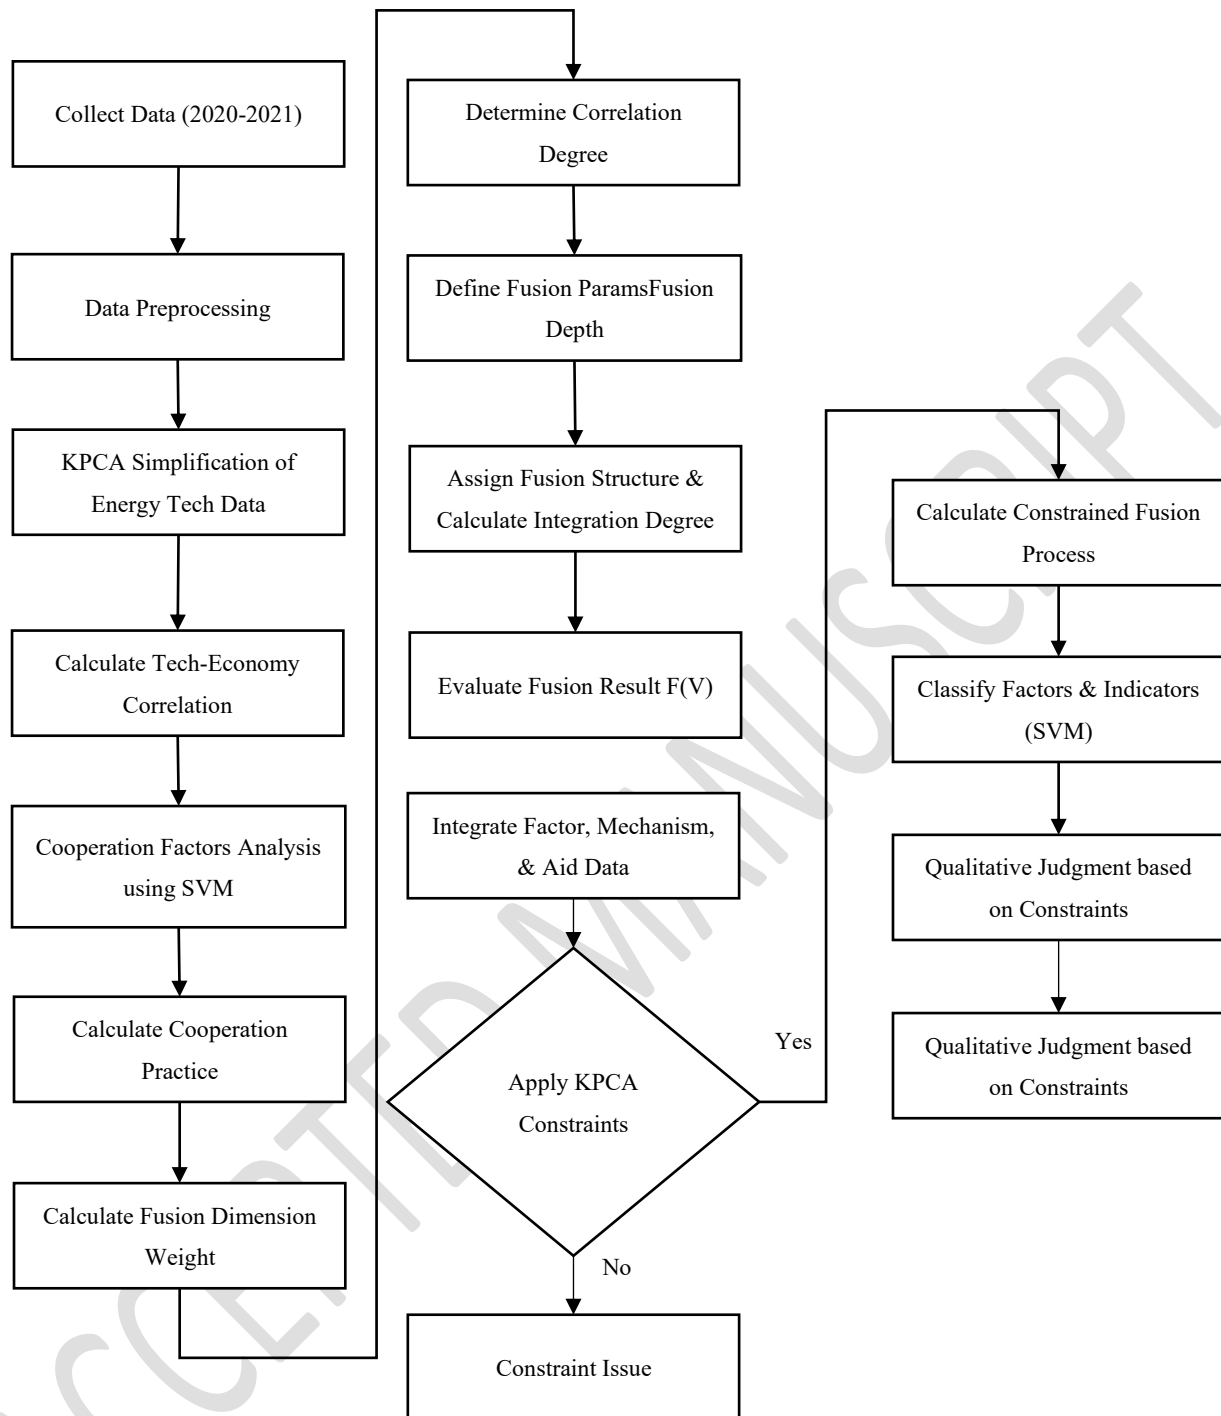 Collect Data (2020-2021)
Data Preprocessing
KPCA Simplification of
Energy Tech Data
Calculate Tech-Economy
Correlation
Cooperation Factors Analysis
using SVM
Calculate Cooperation
Practice
Calculate Fusion Dimension
Weight
Determine Correlation
Degree
Define Fusion ParamsFusion
Depth
Assign Fusion Structure &
Calculate Integration Degree
Evaluate Fusion Result F(V)
Integrate Factor, Mechanism,
& Aid Data
Apply KPCA
Constraints
Yes
No
Constraint Issue
Calculate Constrained Fusion
Process
Classify Factors & Indicators
(SVM)
Qualitative Judgment based
on Constraints
Qualitative Judgment based
on Constraints
ACCEPTED MANUSCRIPT